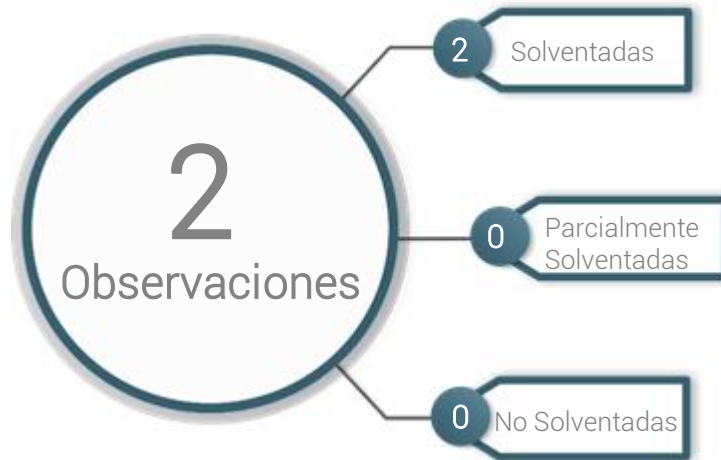 2
Observaciones
2
Solventadas
0
Parcialmente
Solventadas
0
No Solventadas